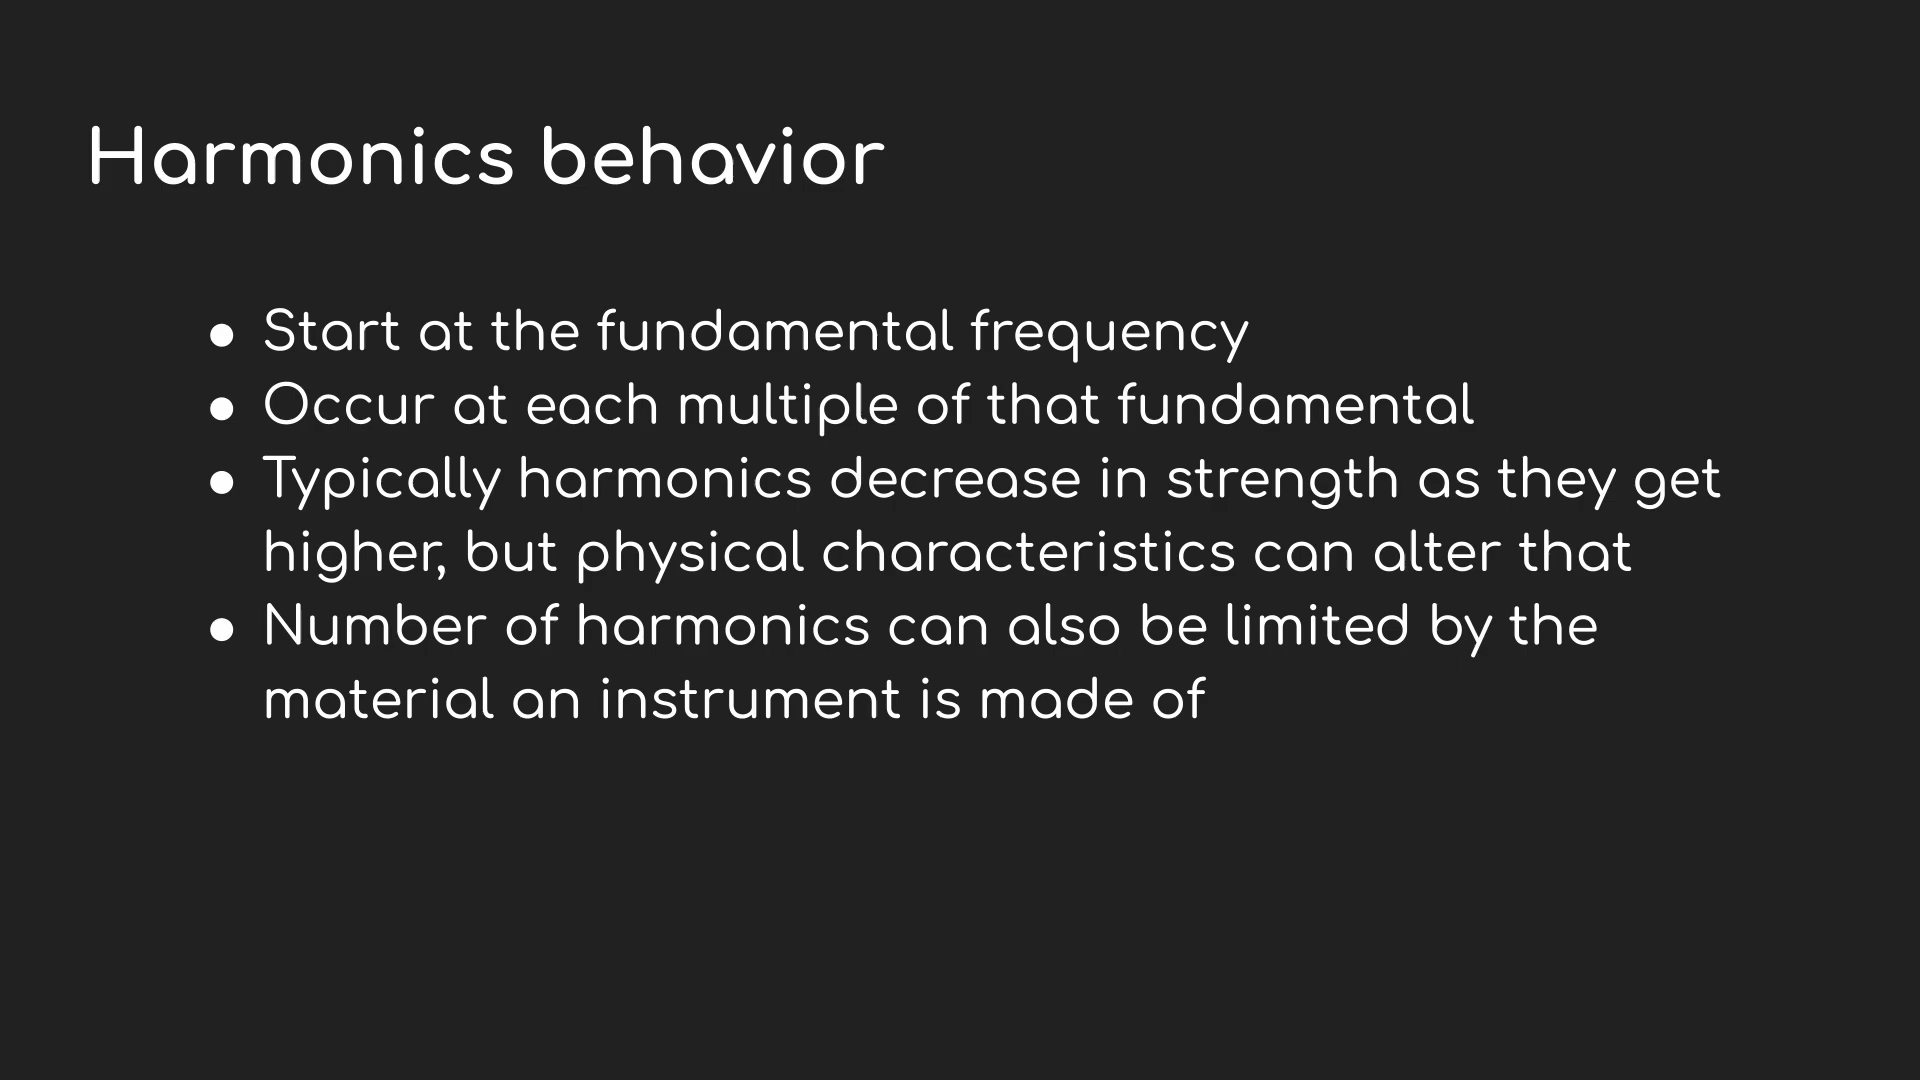 Harmonics behavior
● Start at the fundamental frequency
● Occur at each multiple of that fundamental
● Typically harmonics decrease in strength as they get
higher, but physical characteristics can alter that
● Number of harmonics can also be limited by the
material an instrument is made of